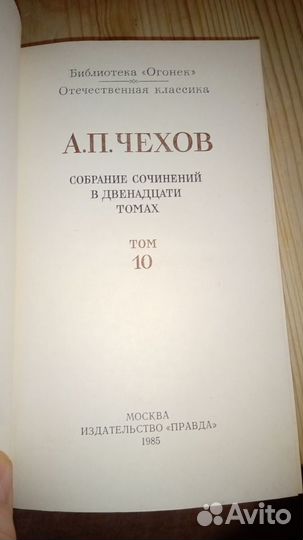 Библиотека «Огонек»
Отечественная классика
А.П.ЧЕХОВ
СОБРАНИЕ СОЧИНЕНИЙ
В ДВЕНАДЦАТИ
ТОМАХ
ТОМ
10
МОСКВА
ИЗДАТЕЛЬСТВО «ПРАВДА»
1985
Avito